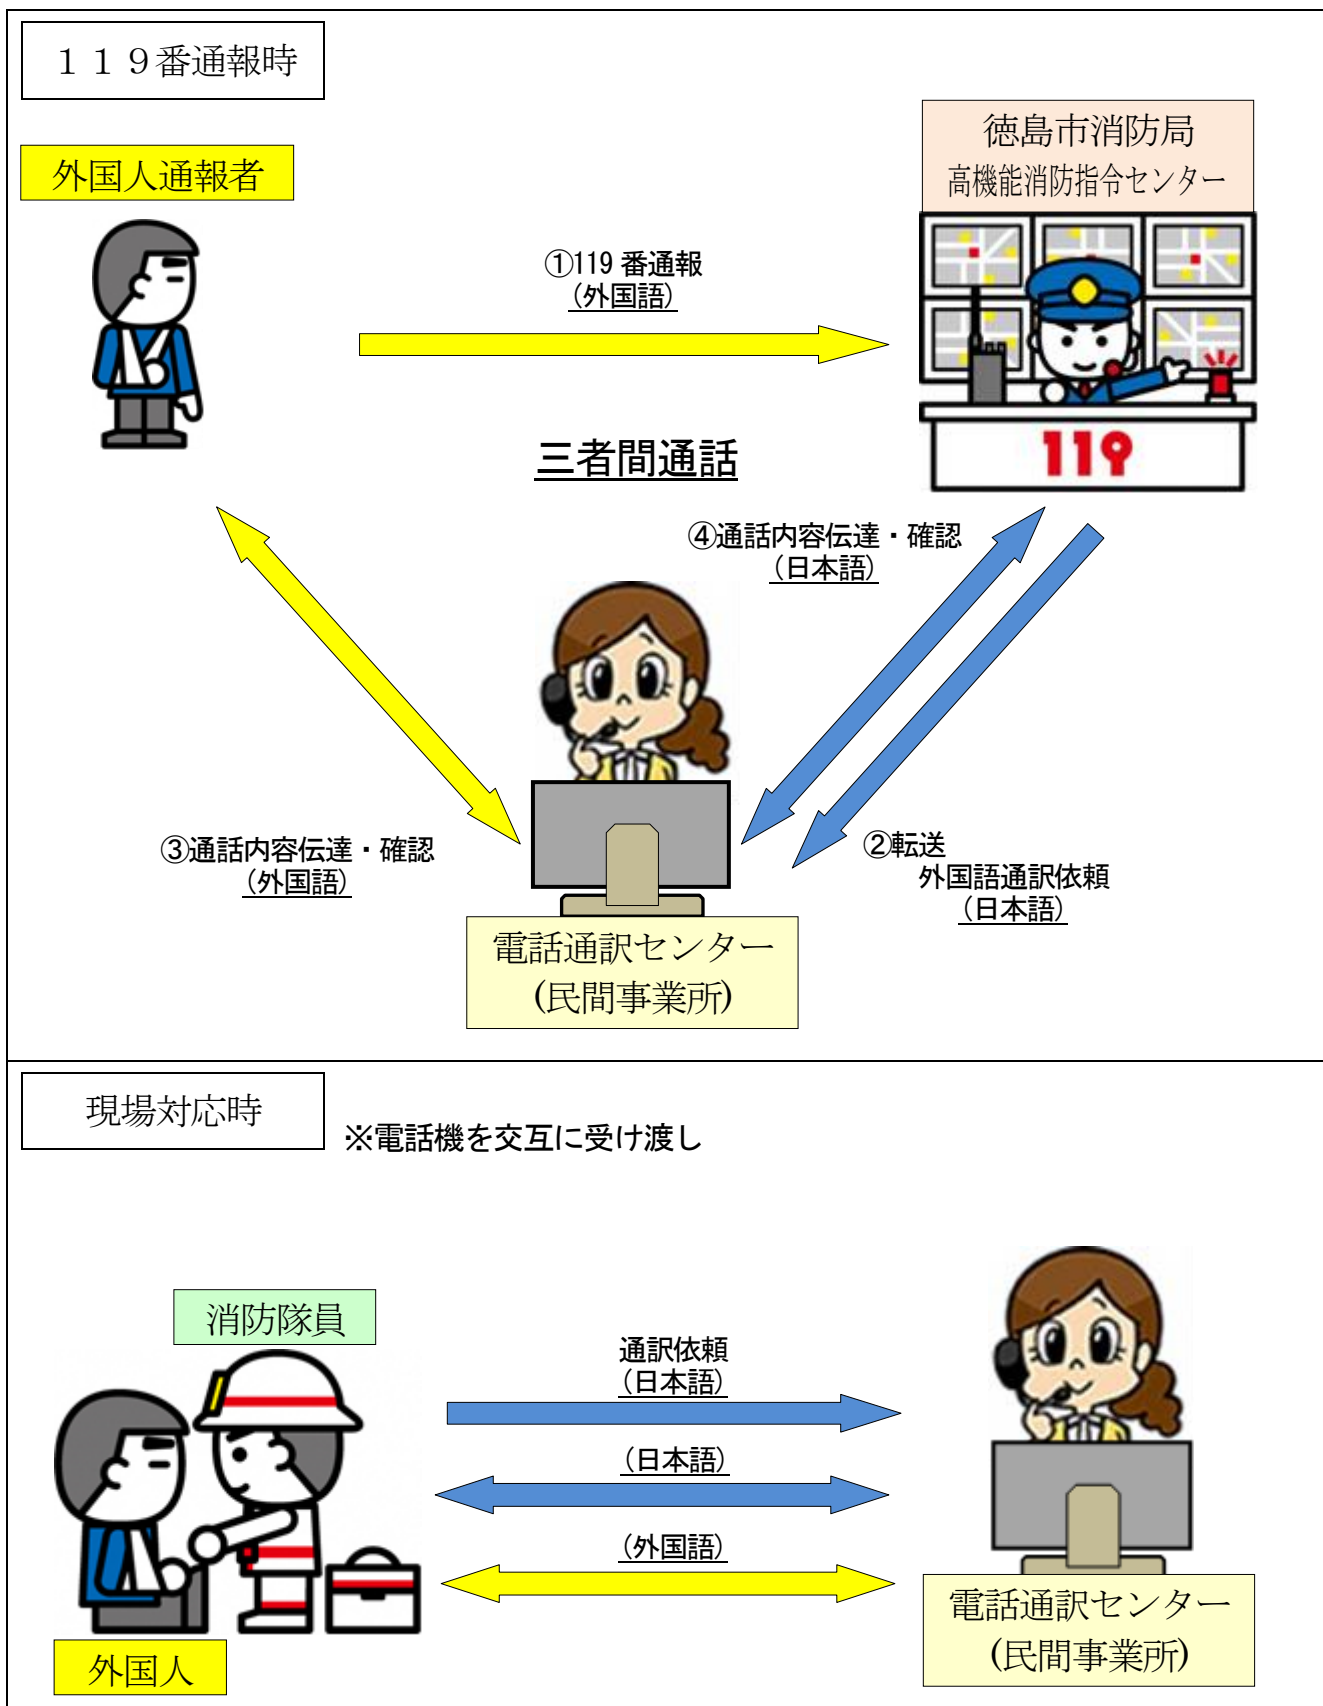 １１９番通報時
外国人通報者
徳島市消防局
高機能消防指令センター
①119 番通報
(外国語)
119
三者間通話
④通話内容伝達・確認
(日本語)
③通話内容伝達・確認
(外国語)
②転送
外国語通訳依頼
(日本語)
電話通訳センター
(民間事業所)
現場対応時
※電話機を交互に受け渡し
消防隊員
通訳依頼
(日本語)
(日本語)
(外国語)
外国人
電話通訳センター
(民間事業所)